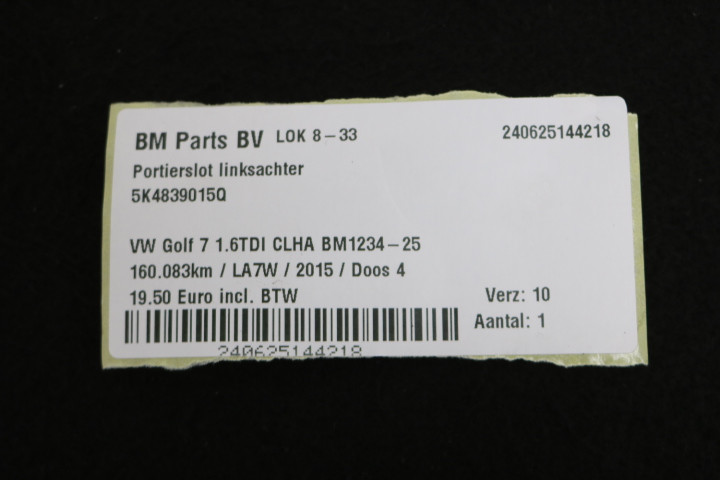 BM Parts BV LOK 8-33 240625144218
Portierslot linksachter
5K4839015Q
VW Golf 7 1.6TDI CLHA BM1234-25
160.083km / LA7W / 2015 / Doos 4
19.50 Euro incl. BTW Verz: 10
Aantal: 1
240625144218